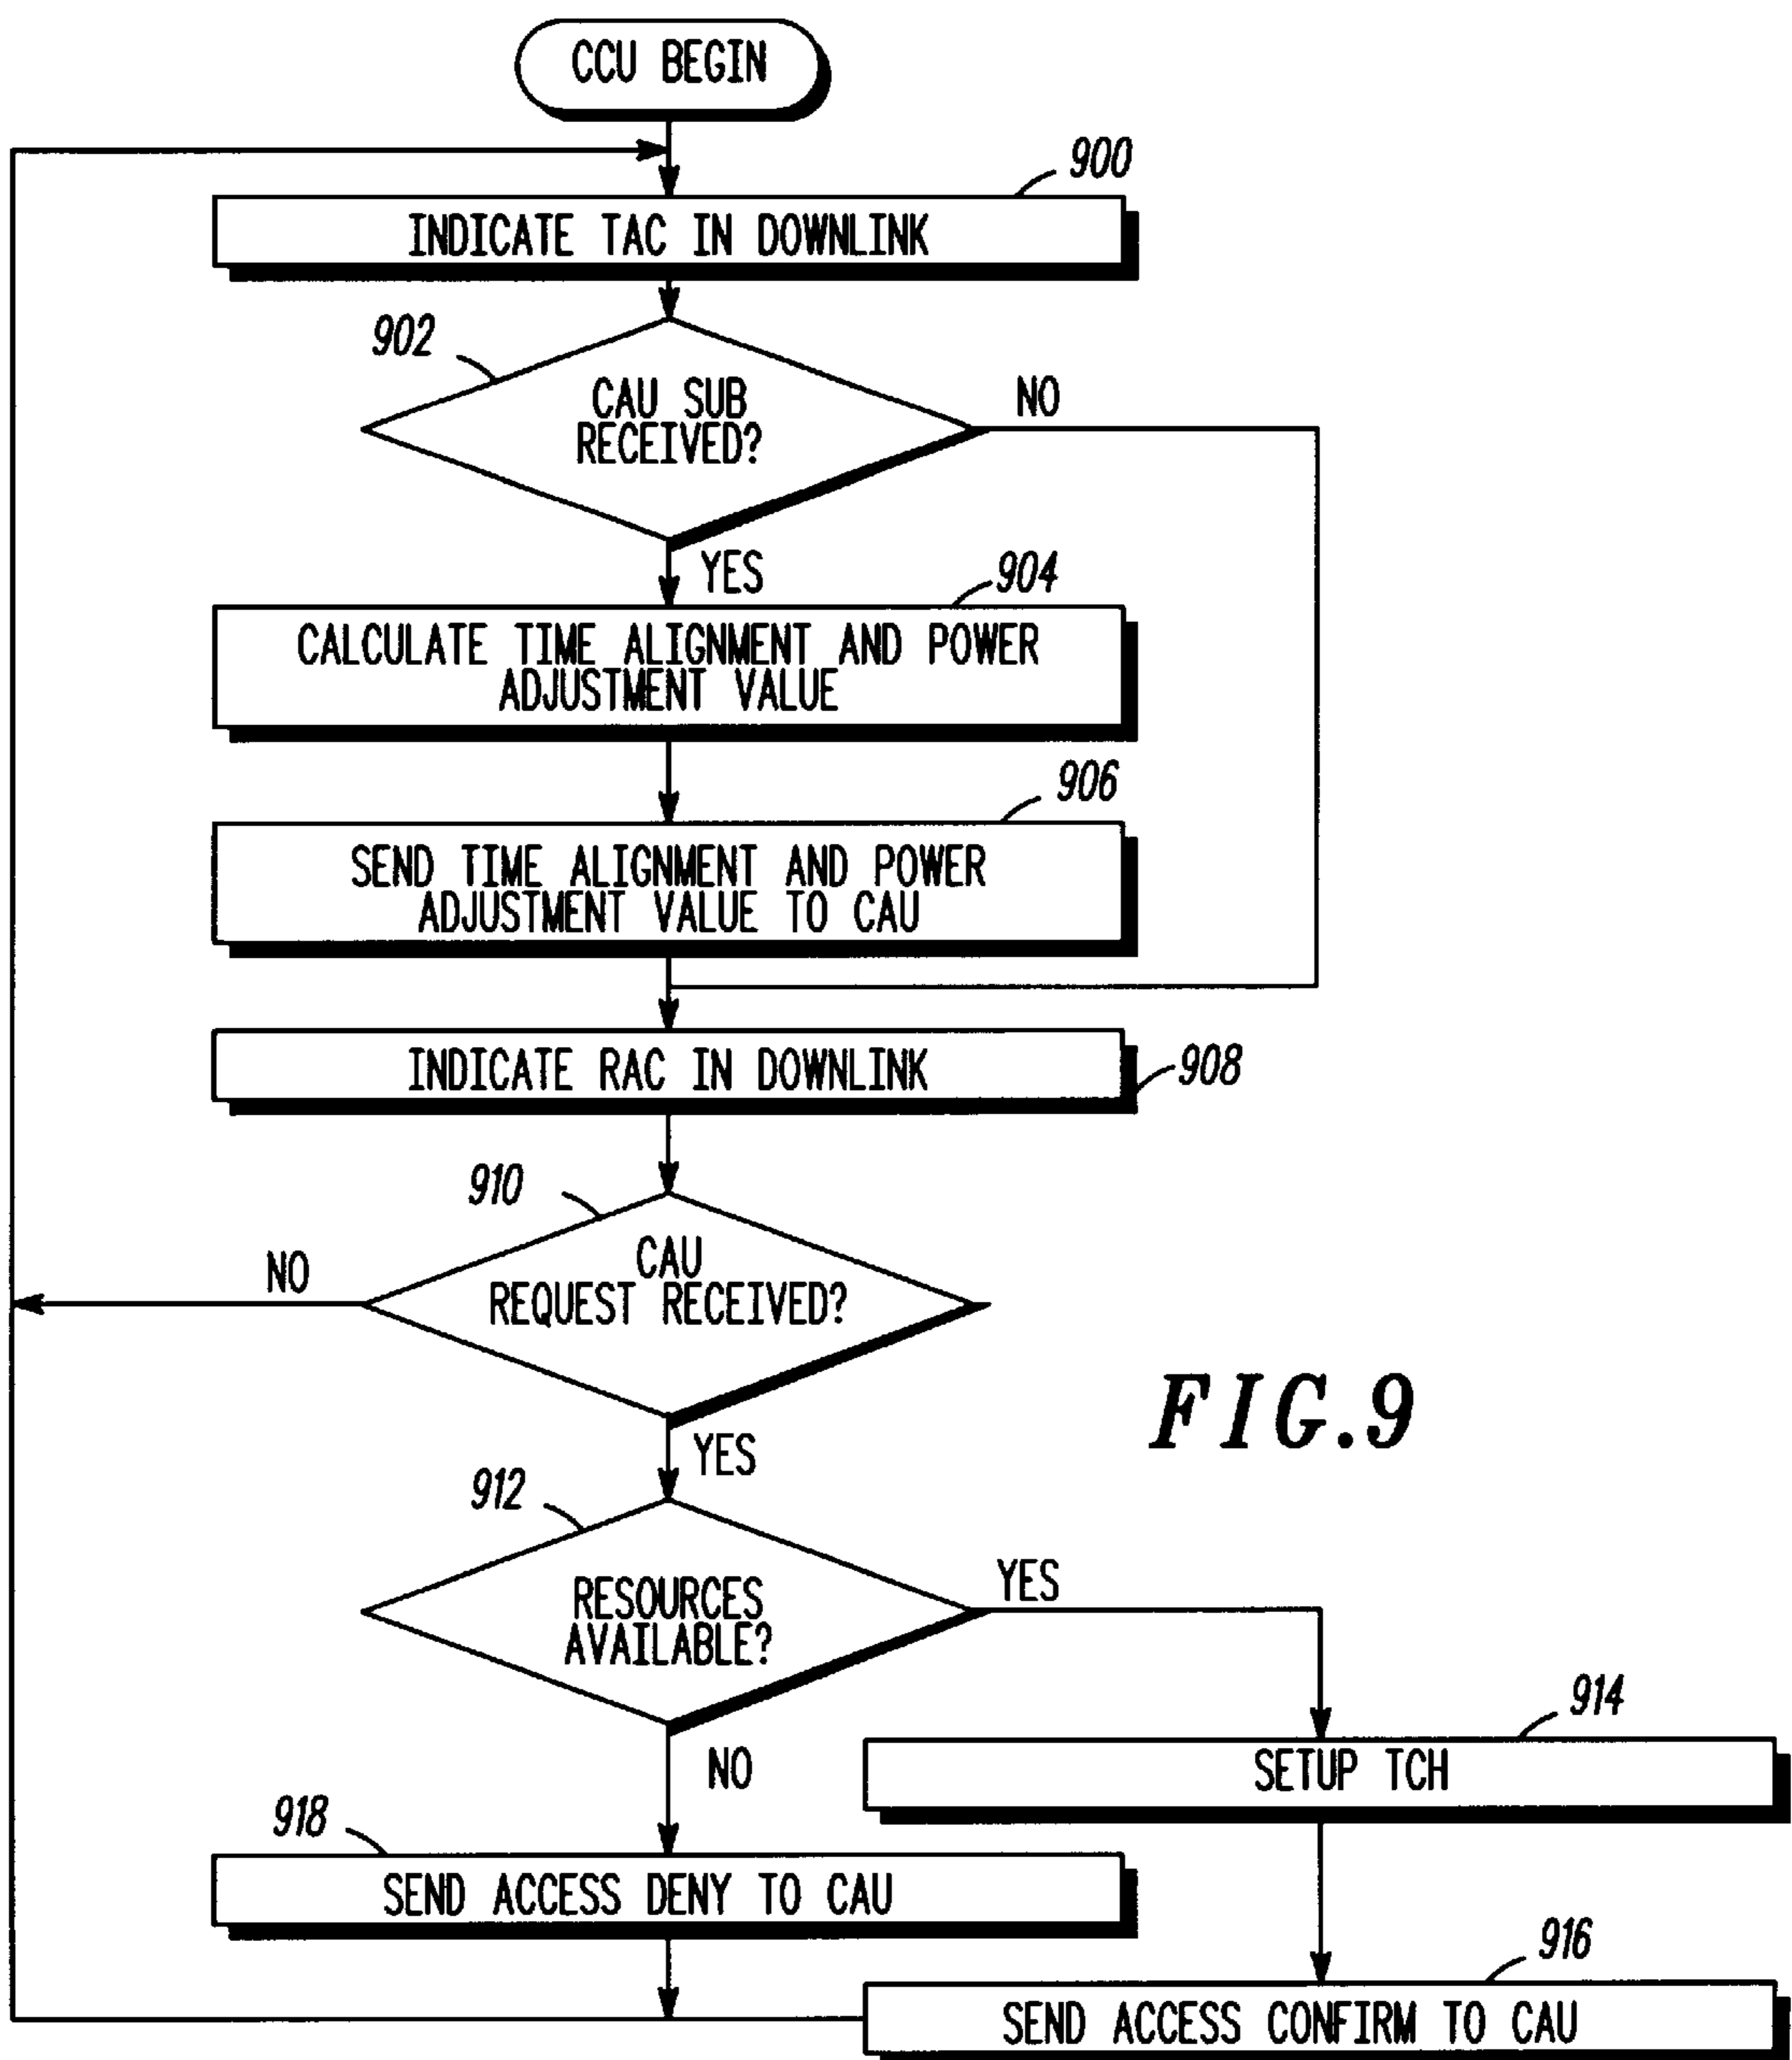 CCU BEGIN
900
INDICATE TAC IN DOWNLINK
902
CAU SUB
RECEIVED?
NO
YES
904
CALCULATE TIME ALIGNMENT AND POWER
ADJUSTMENT VALUE
906
SEND TIME ALIGNMENT AND POWER
ADJUSTMENT VALUE TO CAU
INDICATE RAC IN DOWNLINK
908
910
CAU
REQUEST RECEIVED?
NO
YES
FIG.9
912
RESOURCES
AVAILABLE?
YES
NO
914
SETUP TCH
918
SEND ACCESS DENY TO CAU
916
SEND ACCESS CONFIRM TO CAU